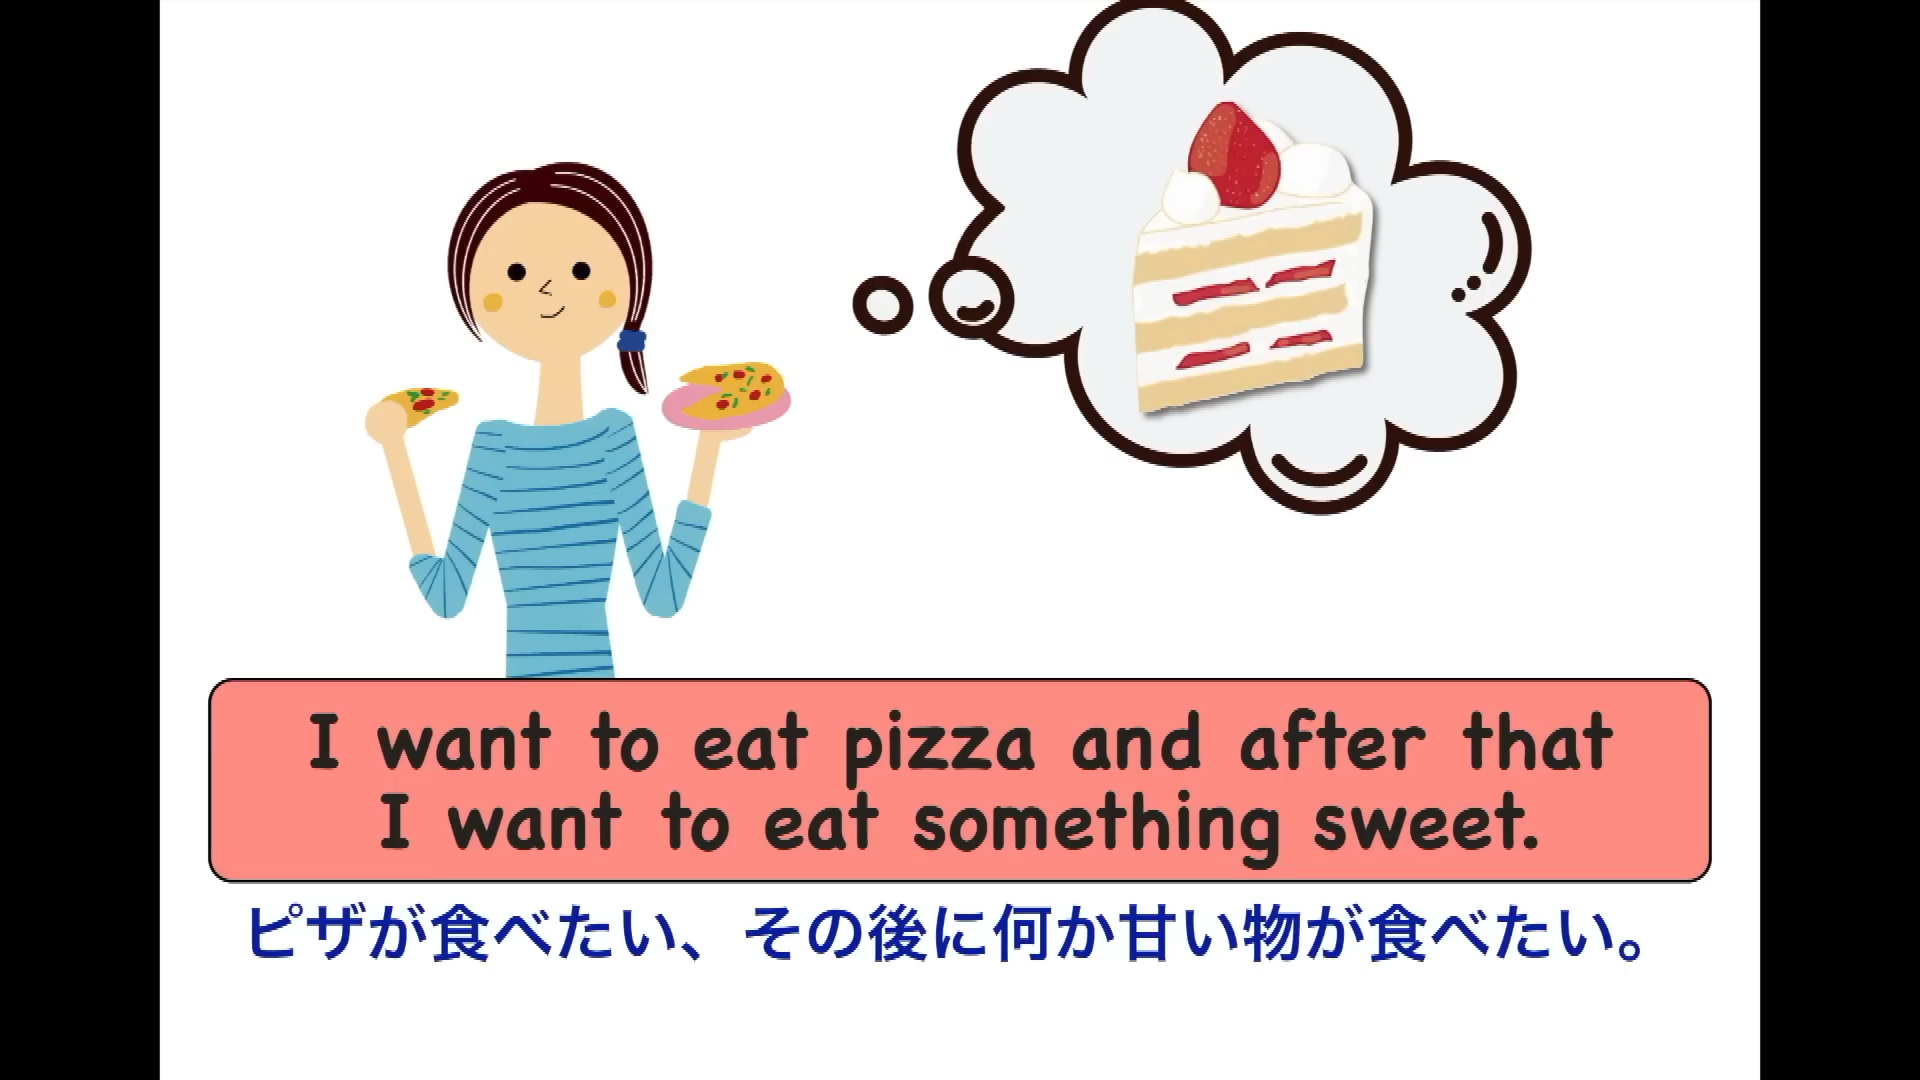 I want to eat pizza and after that
I want to eat something sweet.
ピザが食べたい、その後に何か甘い物が食べたい。